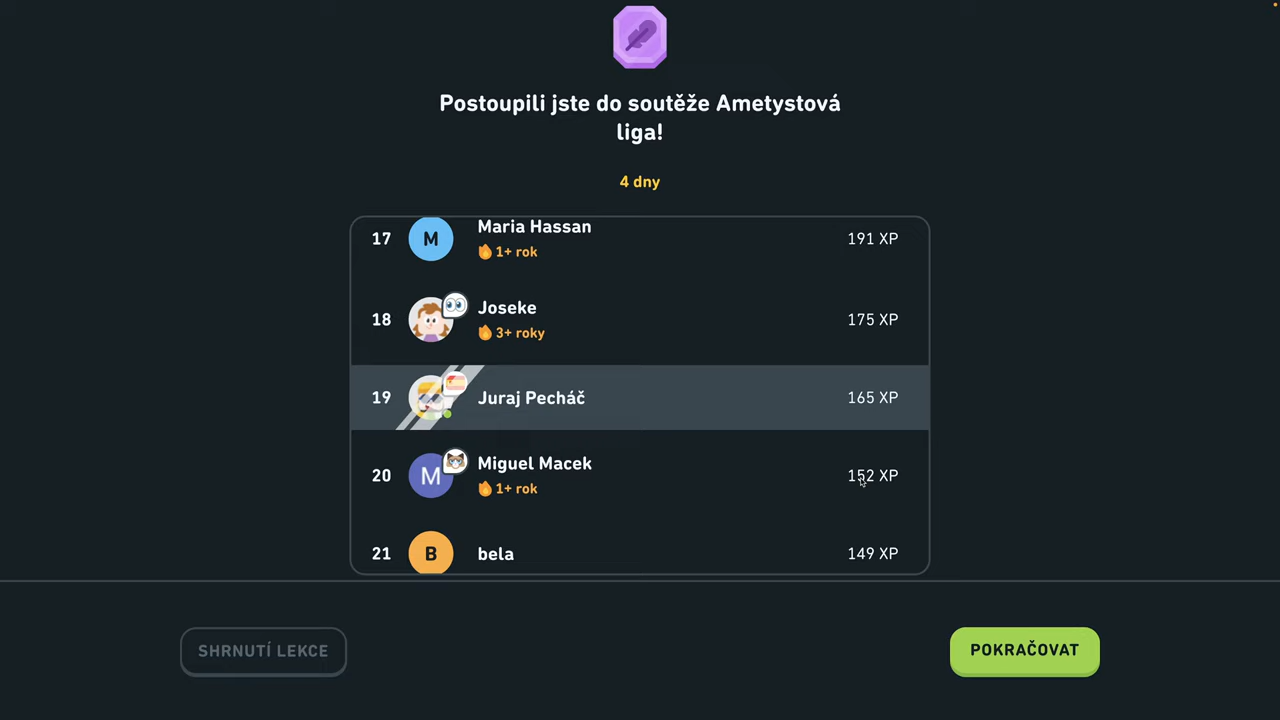 Postoupili jste do soutěže Ametystová
liga!
4 dny
17 M Maria Hassan 191 XP
1+ rok
18 Joseke 175 XP
3+ roky
19 Juraj Pecháč 165 XP
20 M Miguel Macek 152 XP
1+ rok
21 B bela 149 XP
SHRNUTÍ LEKCE
POKRAČOVAT